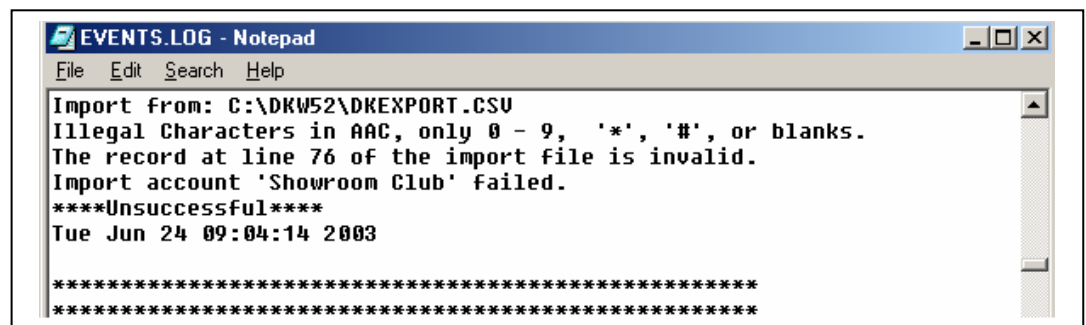 EVENTS.LOG - Notepad
File Edit Search Help
Import from: C:\DKW52\DKEXPORT.CSV
Illegal Characters in AAC, only 0 - 9,  '*', '#', or blanks.
The record at line 76 of the import file is invalid.
Import account 'Showroom Club' failed.
****Unsuccessful****
Tue Jun 24 09:04:14 2003
******************************************************
******************************************************